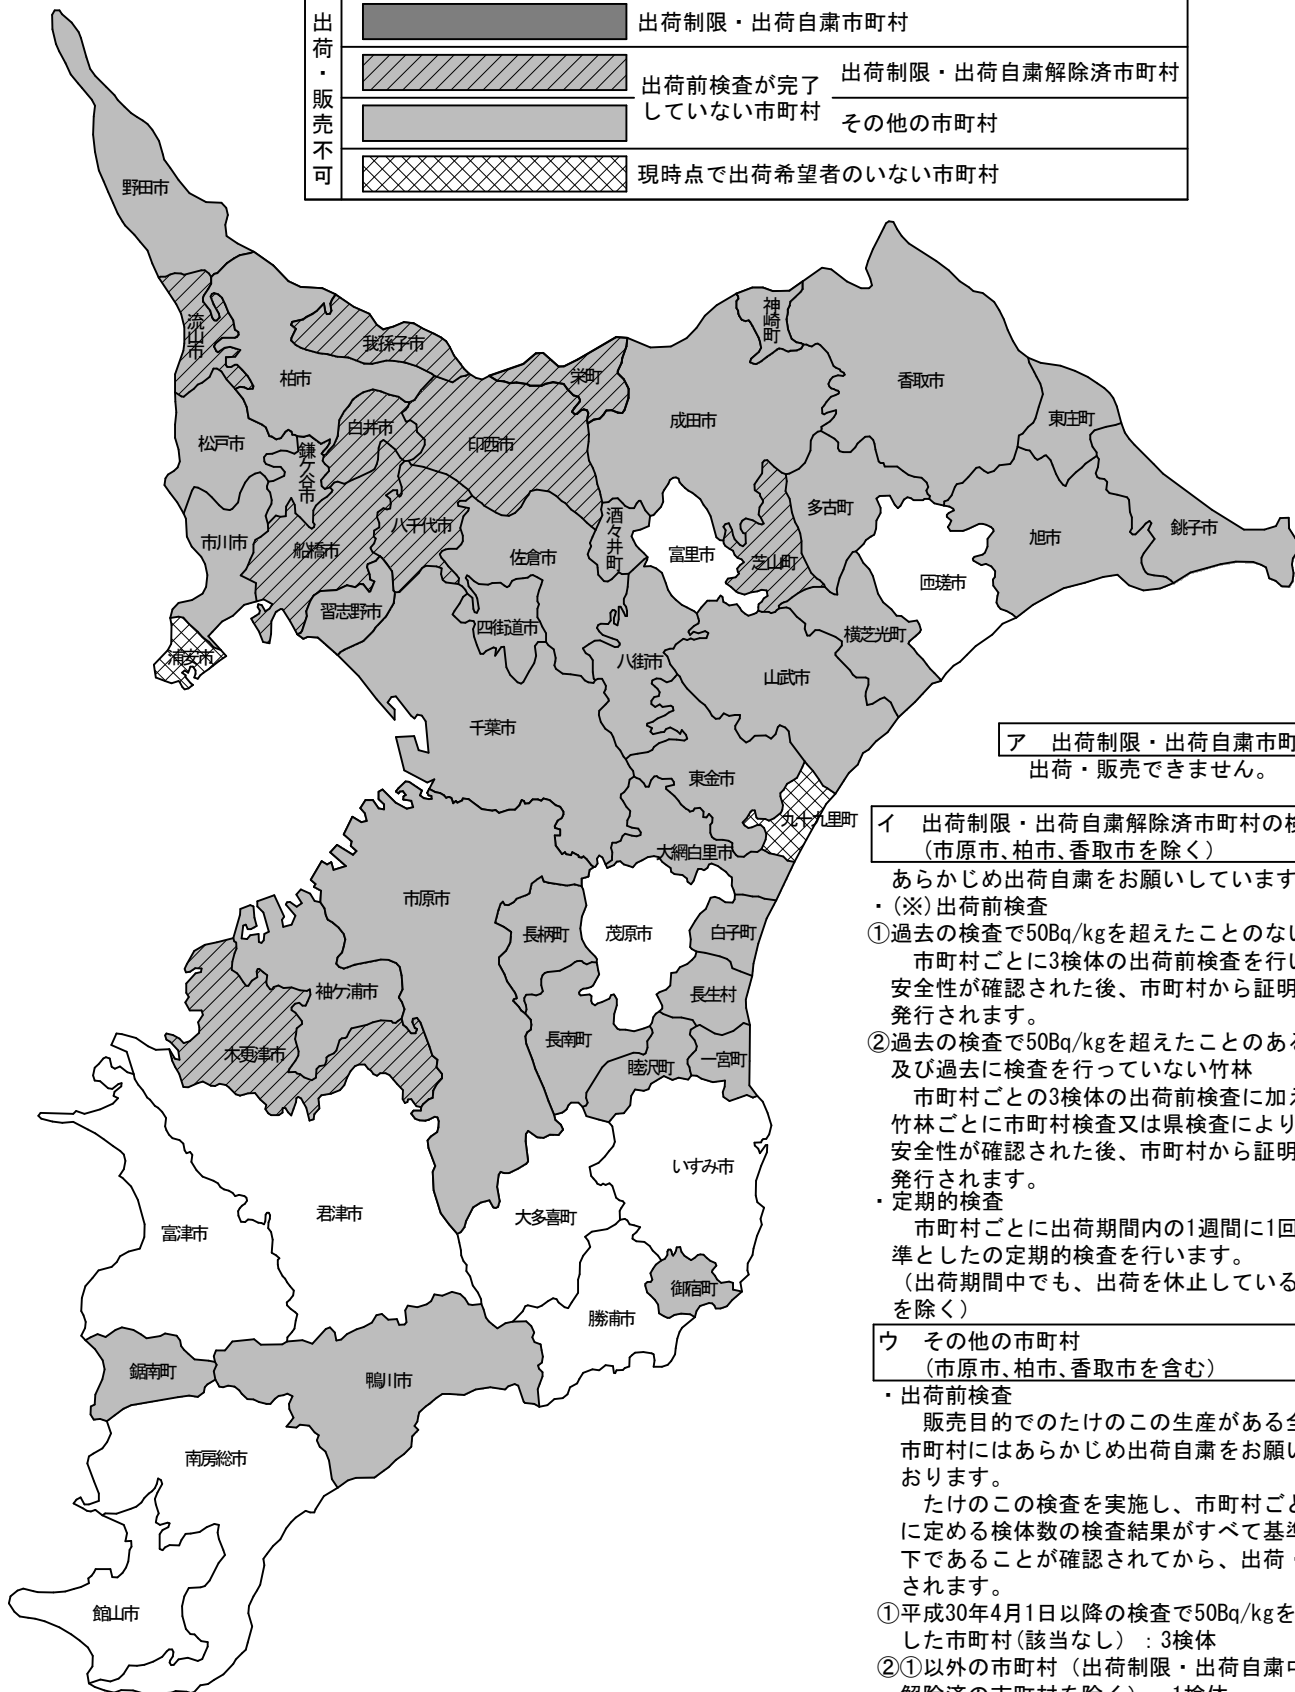 出荷・販売不可
出荷制限・出荷自粛市町村
出荷前検査が完了
していない市町村
出荷制限・出荷自粛解除済市町村
その他の市町村
現時点で出荷希望者のいない市町村
野田市
流山市
我孫子市
柏市
栄町
神崎町
香取市
成田市
東庄町
松戸市
鎌ケ谷市
白井市
印西市
多古町
銚子市
市川市
船橋市
八千代市
佐倉市
酒々井町
富里市
芝山町
旭市
匝瑳市
習志野市
四街道市
横芝光町
浦安市
八街市
山武市
千葉市
東金市
九十九里町
大網白里市
市原市
長柄町
茂原市
白子町
袖ケ浦市
長生村
木更津市
長南町
睦沢町
一宮町
いすみ市
富津市
君津市
大多喜町
御宿町
勝浦市
鋸南町
鴨川市
南房総市
館山市
ア　出荷制限・出荷自粛市町
出荷・販売できません。
イ　出荷制限・出荷自粛解除済市町村の検
(市原市、柏市、香取市を除く)
あらかじめ出荷自粛をお願いしています
・(※)出荷前検査
①過去の検査で50Bq/kgを超えたことのない
市町村ごとに3検体の出荷前検査を行い
安全性が確認された後、市町村から証明
発行されます。
②過去の検査で50Bq/kgを超えたことのある
及び過去に検査を行っていない竹林
市町村ごとの3検体の出荷前検査に加え
竹林ごとに市町村検査又は県検査により
安全性が確認された後、市町村から証明
発行されます。
・定期的検査
市町村ごとに出荷期間内の1週間に1回
準としたの定期的検査を行います。
（出荷期間中でも、出荷を休止している
を除く）
ウ　その他の市町村
(市原市、柏市、香取市を含む)
・出荷前検査
販売目的でのたけのこの生産がある全
市町村にはあらかじめ出荷自粛をお願い
おります。
たけのこの検査を実施し、市町村ごと
に定める検体数の検査結果がすべて基準
下であることが確認されてから、出荷・
されます。
①平成30年4月1日以降の検査で50Bq/kgを
した市町村(該当なし）：3検体
②①以外の市町村（出荷制限・出荷自粛中
解除済の市町村を除く）：1検体